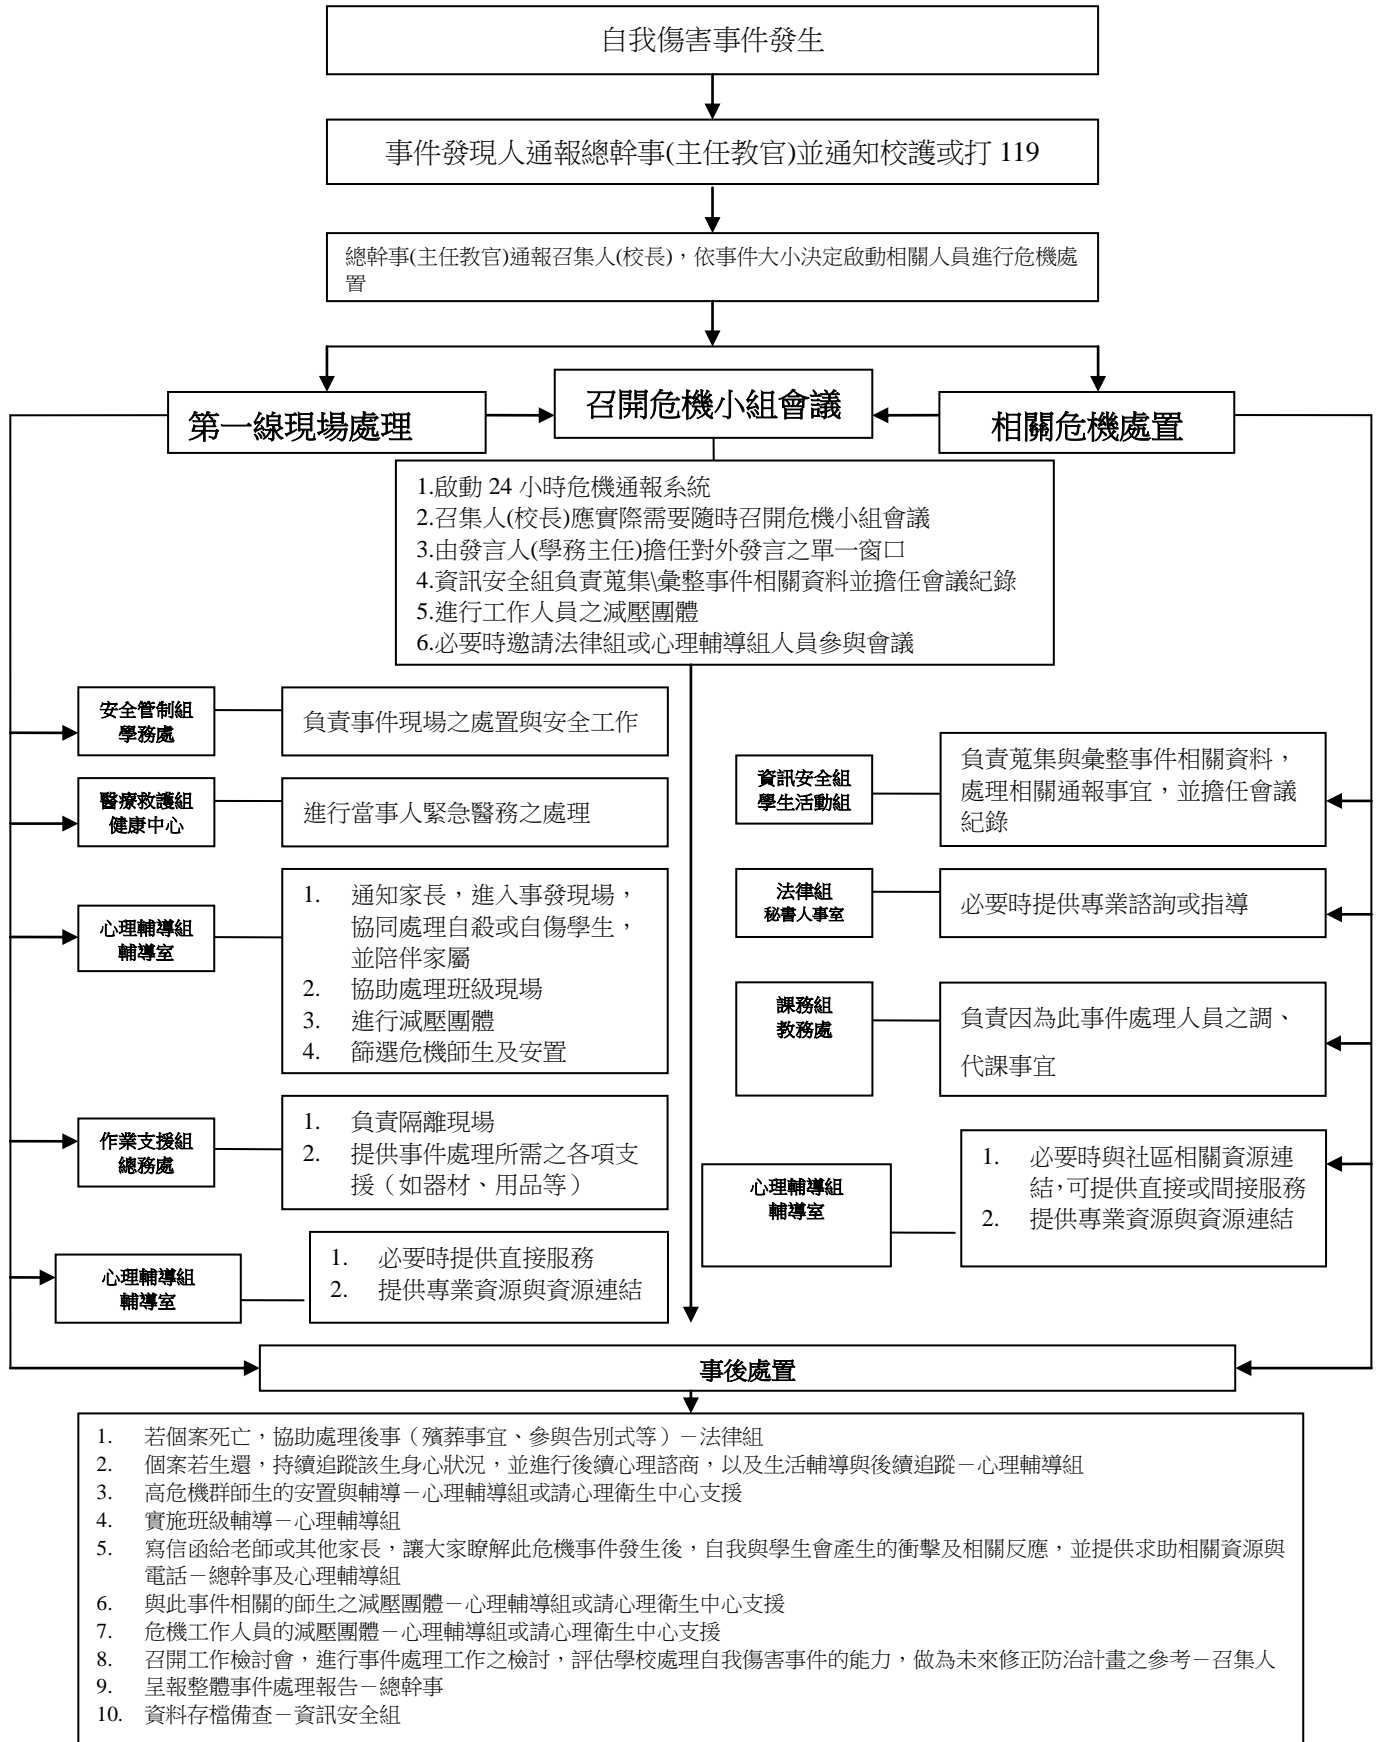 自我傷害事件發生
事件發現人通報總幹事(主任教官)並通知校護或打 119
總幹事(主任教官)通報召集人(校長)，依事件大小決定啟動相關人員進行危機處
置
第一線現場處理
召開危機小組會議
相關危機處置
1.啟動 24 小時危機通報系統
2.召集人(校長)應實際需要隨時召開危機小組會議
3.由發言人(學務主任)擔任對外發言之單一窗口
4.資訊安全組負責蒐集\彙整事件相關資料並擔任會議紀錄
5.進行工作人員之減壓團體
6.必要時邀請法律組或心理輔導組人員參與會議
安全管制組
學務處
負責事件現場之處置與安全工作
醫療救護組
健康中心
進行當事人緊急醫務之處理
心理輔導組
輔導室
1. 通知家長，進入事發現場，
協同處理自殺或自傷學生，
並陪伴家屬
2. 協助處理班級現場
3. 進行減壓團體
4. 篩選危機師生及安置
作業支援組
總務處
1. 負責隔離現場
2. 提供事件處理所需之各項支
援（如器材、用品等）
心理輔導組
輔導室
1. 必要時提供直接服務
2. 提供專業資源與資源連結
資訊安全組
學生活動組
負責蒐集與彙整事件相關資料，
處理相關通報事宜，並擔任會議
紀錄
法律組
秘書人事室
必要時提供專業諮詢或指導
課務組
教務處
負責因為此事件處理人員之調、
代課事宜
心理輔導組
輔導室
1. 必要時與社區相關資源連
結，可提供直接或間接服務
2. 提供專業資源與資源連結
事後處置
1. 若個案死亡，協助處理後事（殯葬事宜、參與告別式等）－法律組
2. 個案若生還，持續追蹤該生身心狀況，並進行後續心理諮商，以及生活輔導與後續追蹤－心理輔導組
3. 高危機群師生的安置與輔導－心理輔導組或請心理衛生中心支援
4. 實施班級輔導－心理輔導組
5. 寫信函給老師或其他家長，讓大家瞭解此危機事件發生後，自我與學生會產生的衝擊及相關反應，並提供求助相關資源與
電話－總幹事及心理輔導組
6. 與此事件相關的師生之減壓團體－心理輔導組或請心理衛生中心支援
7. 危機工作人員的減壓團體－心理輔導組或請心理衛生中心支援
8. 召開工作檢討會，進行事件處理工作之檢討，評估學校處理自我傷害事件的能力，做為未來修正防治計畫之參考－召集人
9. 呈報整體事件處理報告－總幹事
10. 資料存檔備查－資訊安全組